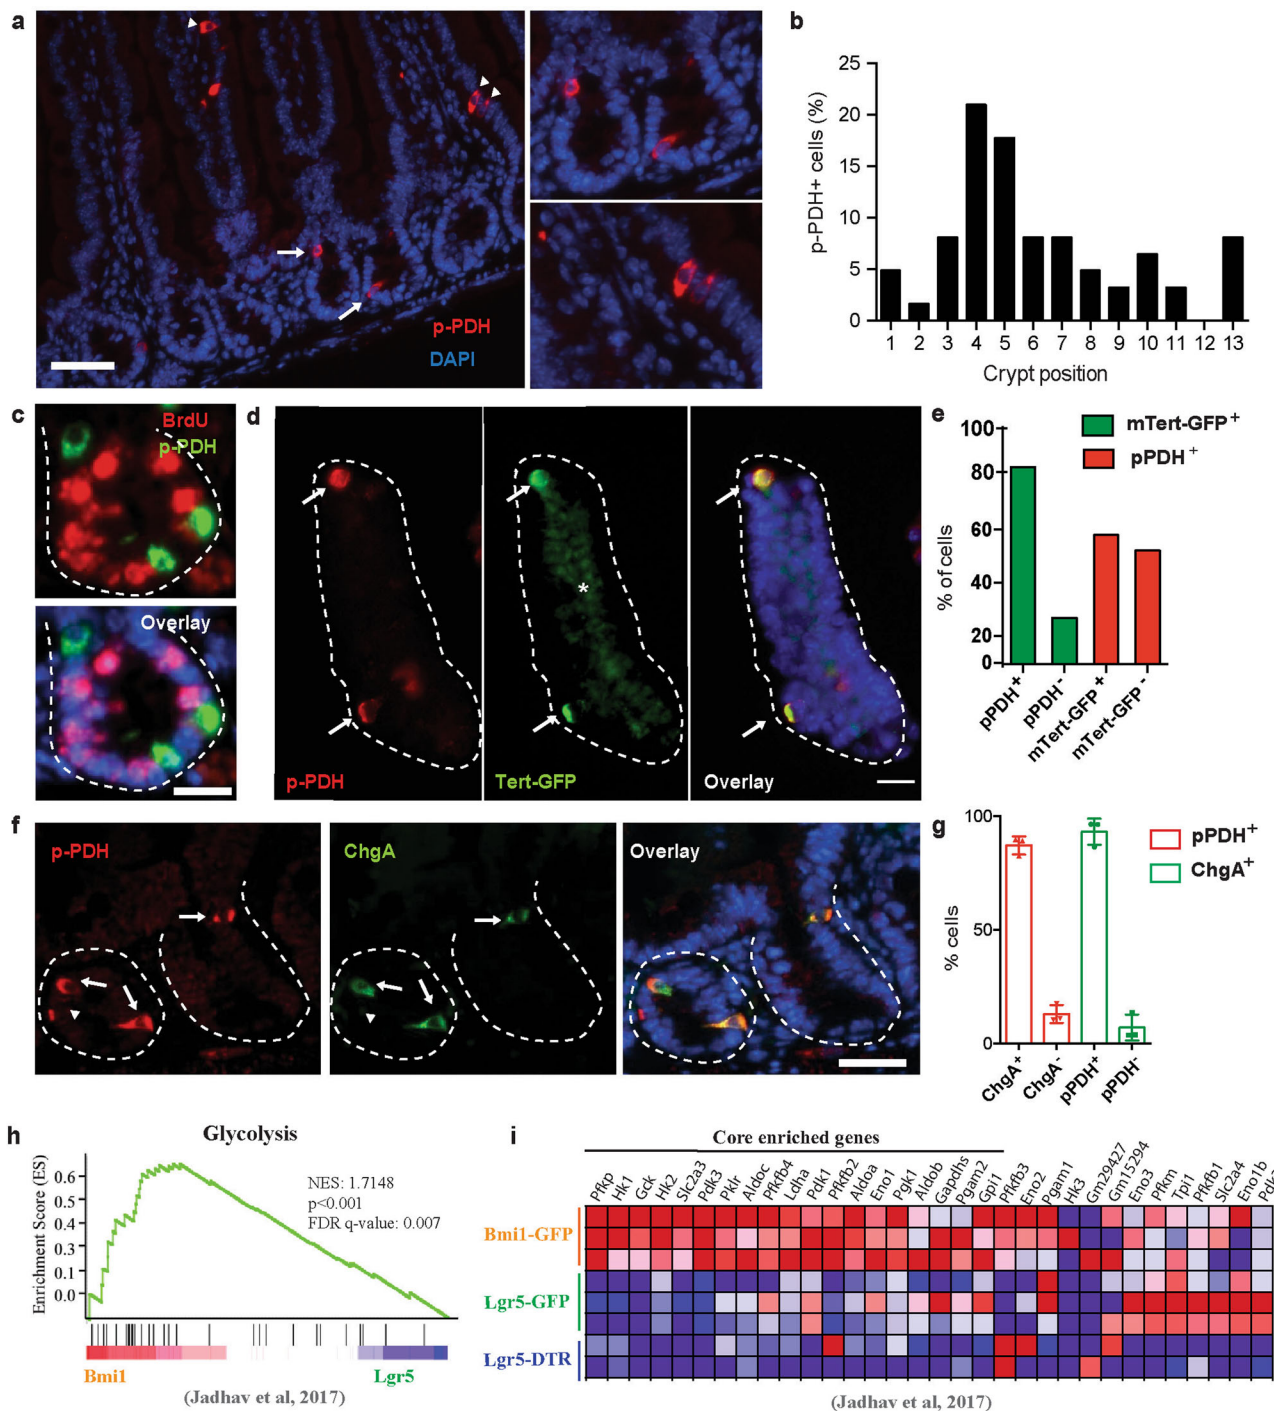 a
p-PDH
DAPI
b
p-PDH+ cells (%)
25
20
15
10
5
0
1 2 3 4 5 6 7 8 9 10 11 12 13
Crypt position
c
BrdU
p-PDH
Overlay
d
p-PDH
Tert-GFP
*
Overlay
e
mTert-GFP+
pPDH+
% of cells
100
80
60
40
20
0
pPDH+
pPDH-
mTert-GFP+
mTert-GFP-
f
p-PDH
ChgA
Overlay
g
pPDH+
ChgA+
% cells
100
50
0
ChgA+
ChgA-
pPDH+
pPDH-
h
Glycolysis
Enrichment Score (ES)
0.6
0.5
0.4
0.3
0.1
0.0
NES: 1.7148
p<0.001
FDR q-value: 0.007
Bmi1 Lgr5
(Jadhav et al, 2017)
i
Core enriched genes
Pfkp Hk1 Gck Hk2 Slc2a3 Pdk3 Pklr Aldoc Pfkfb4 Ldha Pdk1 Pfkfb2 Aldoa Eno1 Pgk1 Aldob Gapdhs Pgam2 Gpi1 Pfkfb3 Eno2 Pgam1 Hk3 Gm29427 Gm15294 Eno3 Pfkm Tpi1 Pfkfb1 Slc2a4 Eno1b
Bmi1-GFP
Lgr5-GFP
Lgr5-DTR
(Jadhav et al, 2017)